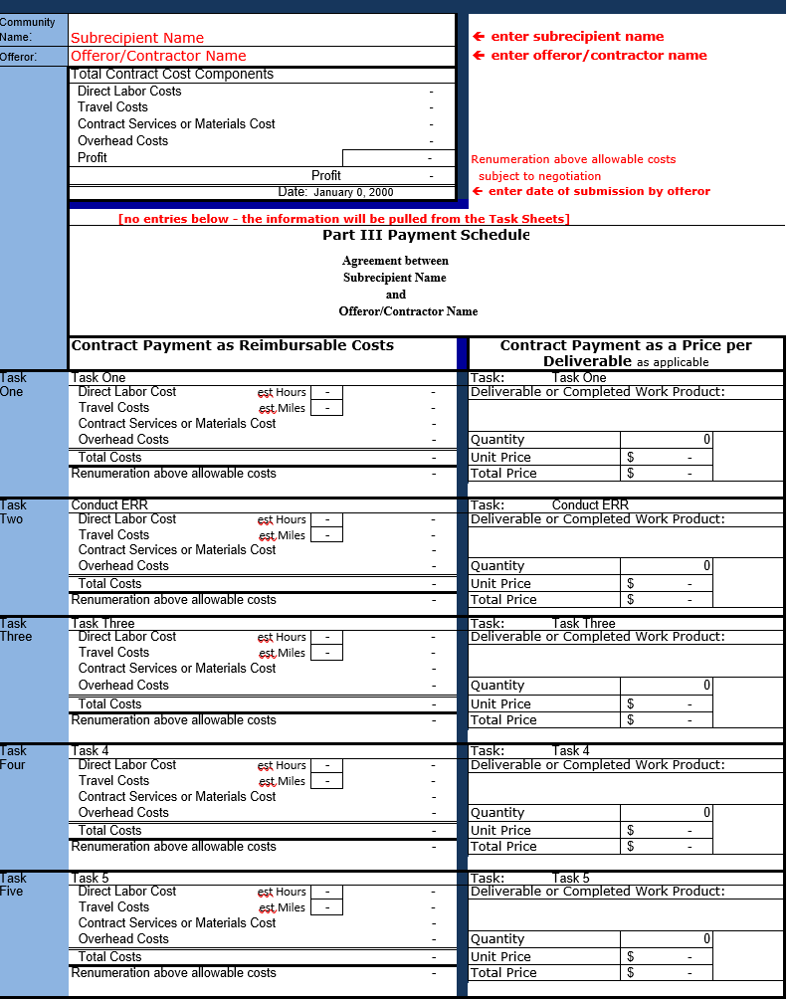 Community
Name:
Subrecipient Name
🡨 enter subrecipient name
Offeror:
Offeror/Contractor Name
🡨 enter offeror/contractor name
Total Contract Cost Components
Direct Labor Costs -
Travel Costs -
Contract Services or Materials Cost -
Overhead Costs -
Profit -
Renumeration above allowable costs
Profit -
subject to negotiation
Date: January 0, 2000
🡨 enter date of submission by offeror
[no entries below - the information will be pulled from the Task Sheets]
Part III Payment Schedule
Agreement between
Subrecipient Name
and
Offeror/Contractor Name
Contract Payment as Reimbursable Costs
Contract Payment as a Price per
Deliverable as applicable
Task
One
Task One
Direct Labor Cost est Hours - -
Travel Costs est.Miles - -
Contract Services or Materials Cost -
Overhead Costs -
Total Costs -
Renumeration above allowable costs -
Task: Task One
Deliverable or Completed Work Product:
Quantity 0
Unit Price $ -
Total Price $ -
Task
Two
Conduct ERR
Direct Labor Cost est Hours - -
Travel Costs est.Miles - -
Contract Services or Materials Cost -
Overhead Costs -
Total Costs -
Renumeration above allowable costs -
Task: Conduct ERR
Deliverable or Completed Work Product:
Quantity 0
Unit Price $ -
Total Price $ -
Task
Three
Task Three
Direct Labor Cost est Hours - -
Travel Costs est.Miles - -
Contract Services or Materials Cost -
Overhead Costs -
Total Costs -
Renumeration above allowable costs -
Task: Task Three
Deliverable or Completed Work Product:
Quantity 0
Unit Price $ -
Total Price $ -
Task
Four
Task 4
Direct Labor Cost est Hours - -
Travel Costs est.Miles - -
Contract Services or Materials Cost -
Overhead Costs -
Total Costs -
Renumeration above allowable costs -
Task: Task 4
Deliverable or Completed Work Product:
Quantity 0
Unit Price $ -
Total Price $ -
Task
Five
Task 5
Direct Labor Cost est Hours - -
Travel Costs est.Miles - -
Contract Services or Materials Cost -
Overhead Costs -
Total Costs -
Renumeration above allowable costs -
Task: Task 5
Deliverable or Completed Work Product:
Quantity 0
Unit Price $ -
Total Price $ -